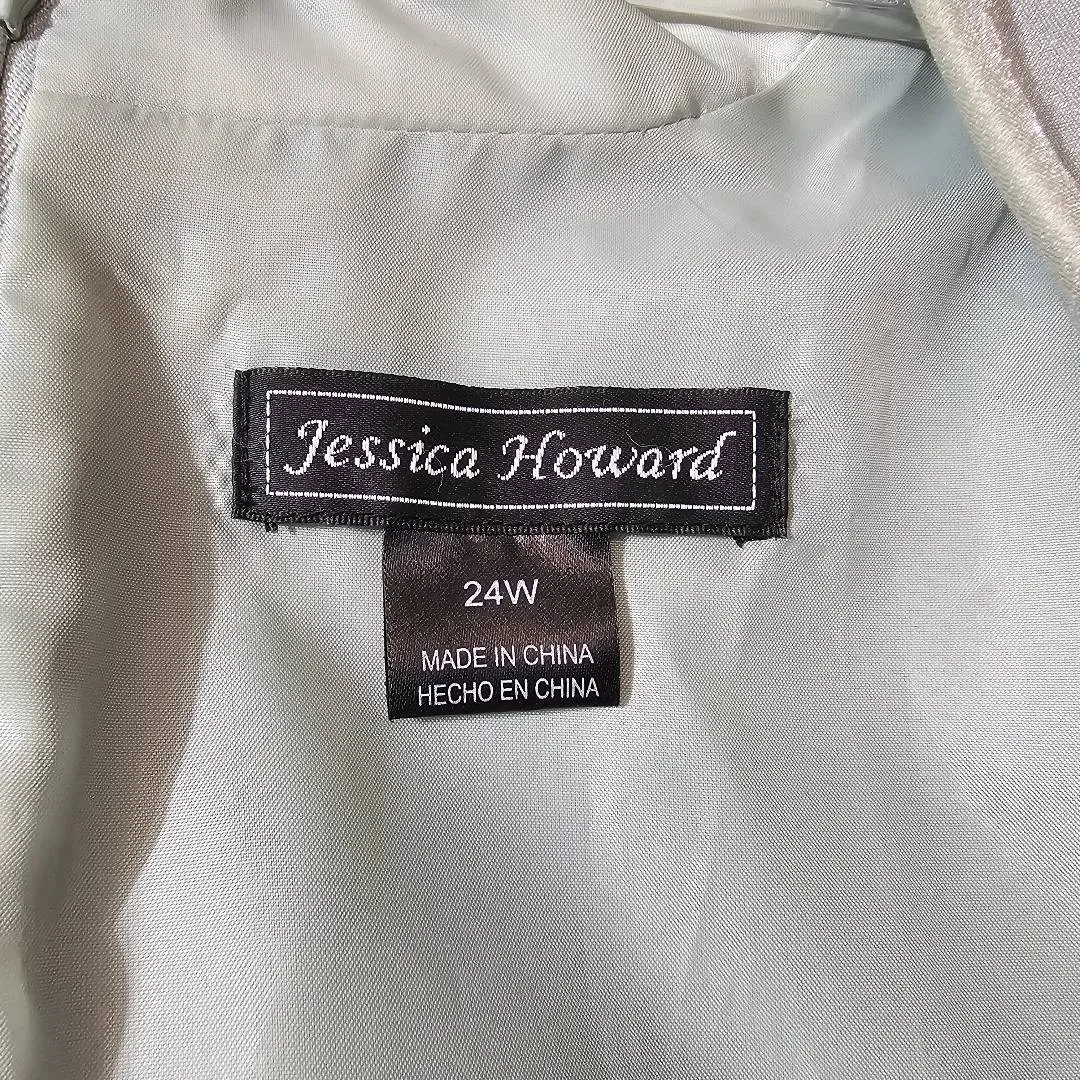 Jessica Howard
24W
MADE IN CHINA
HECHO EN CHINA